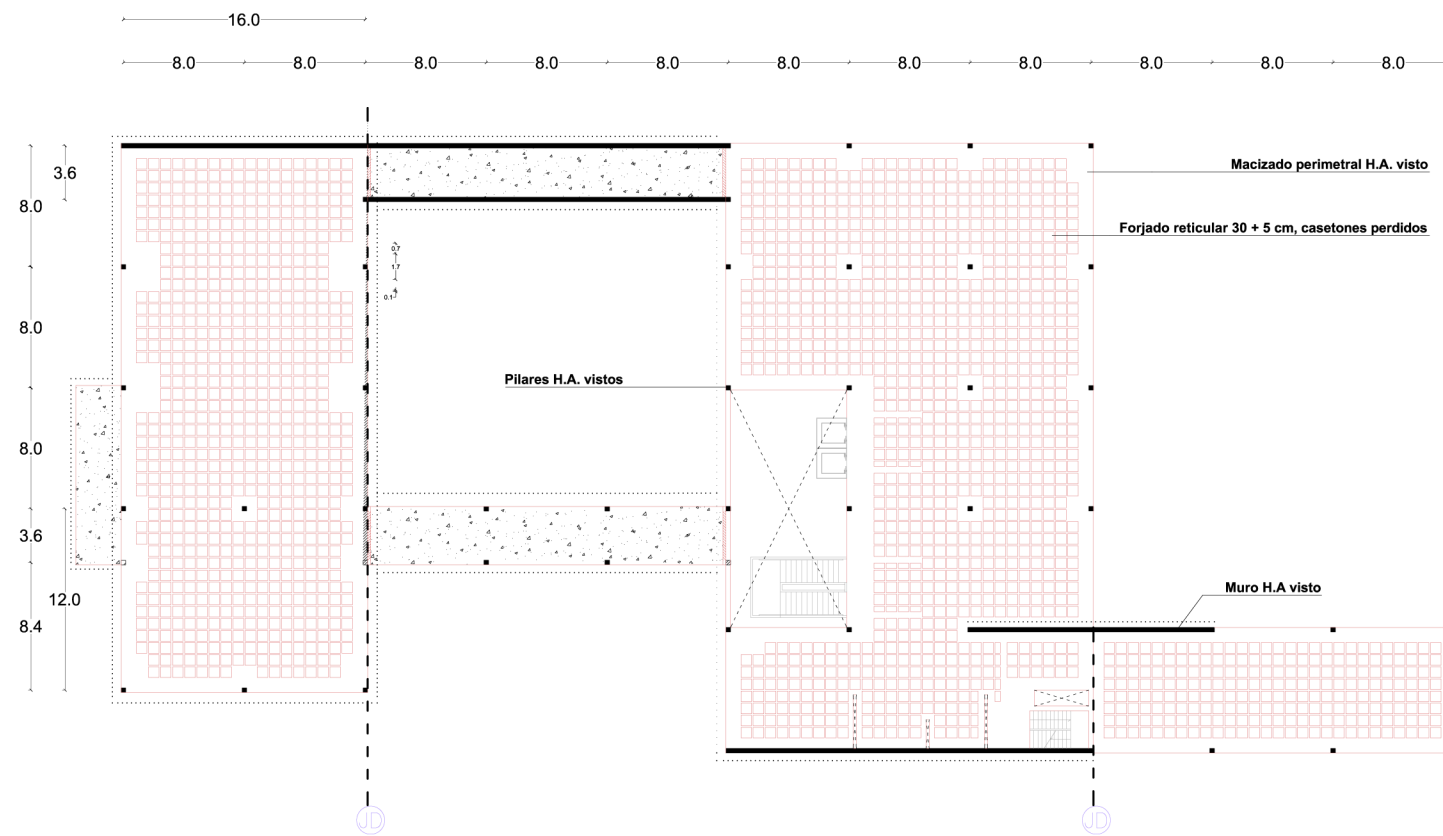 16.0
8.0 8.0 8.0 8.0 8.0 8.0 8.0 8.0 8.0 8.0 8.0
3.6
Macizado perimetral H.A. visto
8.0
Forjado reticular 30 + 5 cm, casetones perdidos
0.7
1.7
0.1
8.0
Pilares H.A. vistos
8.0
3.6
Muro H.A visto
12.0
8.4
JD JD